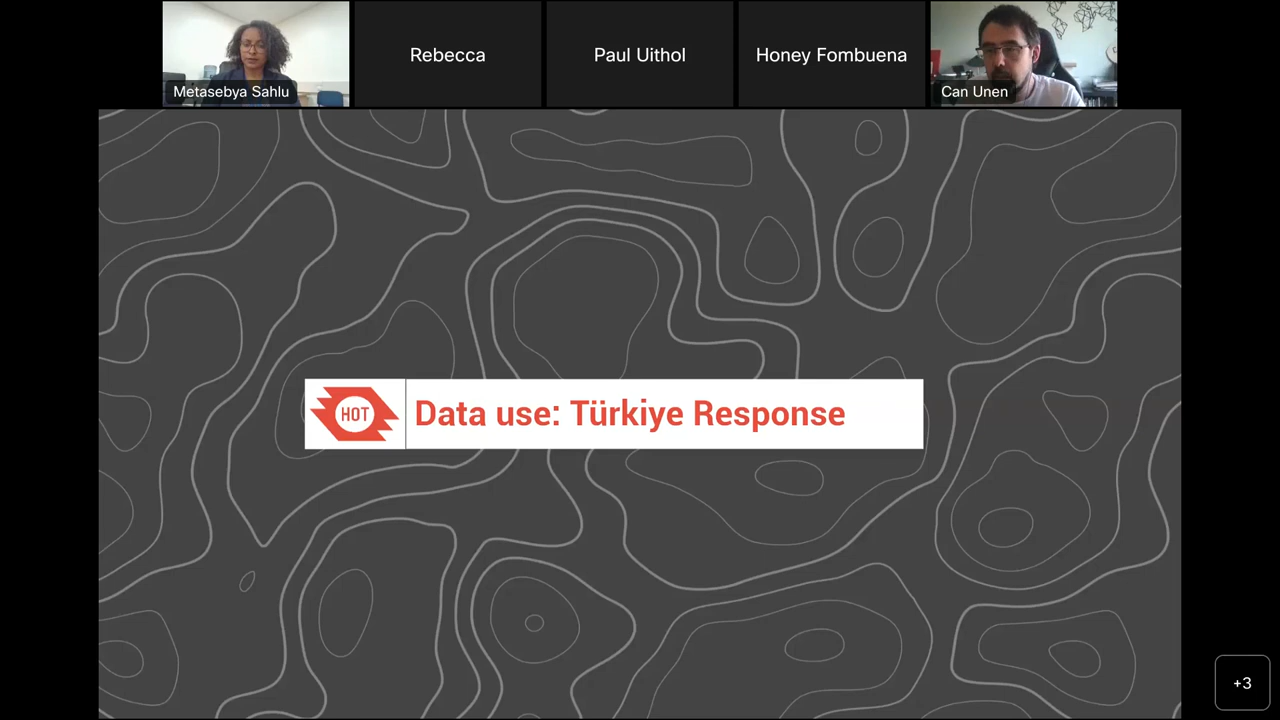 Metasebya Sahlu
Rebecca
Paul Uithol
Honey Fombuena
Can Unen
HOT
Data use: Türkiye Response
+3